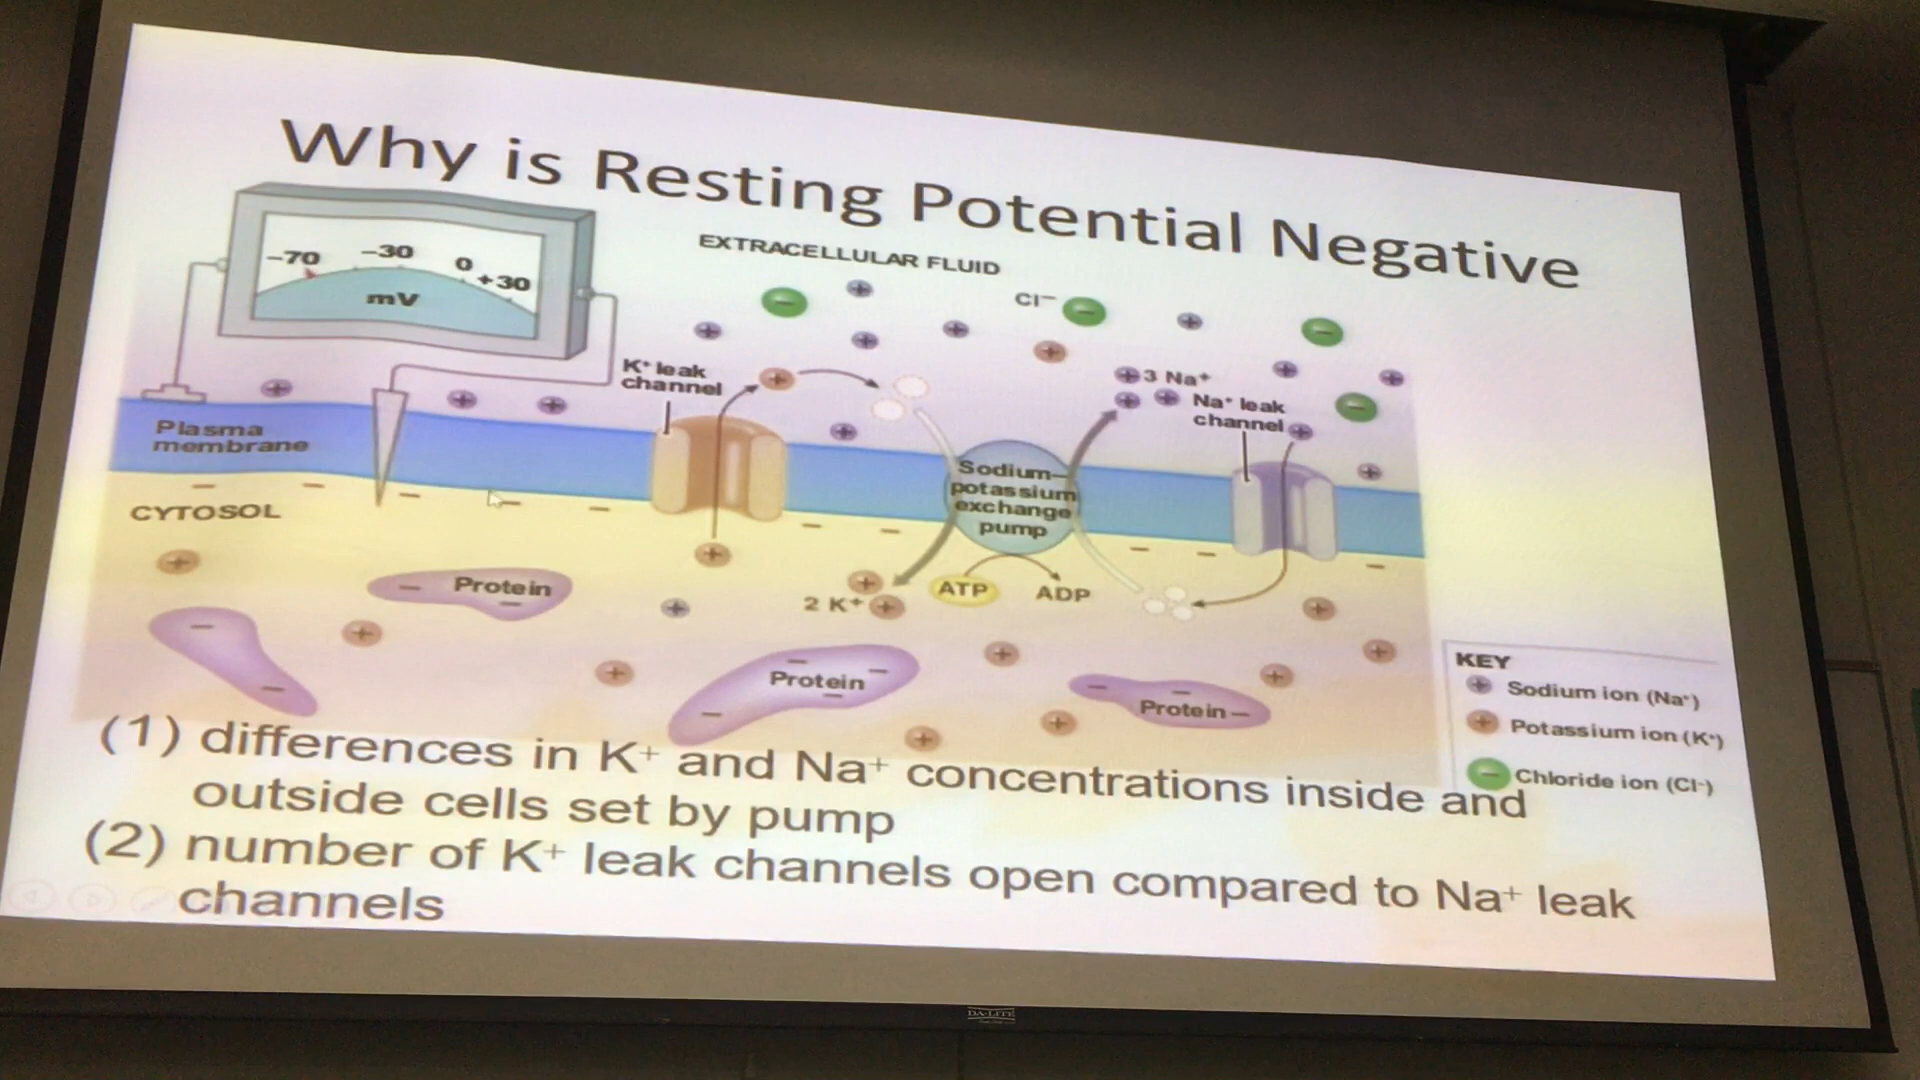 Why is Resting Potential Negative
EXTRACELLULAR FLUID
-70 -30 0 +30
mV
Cl⁻
K⁺ leak
channel
3 Na⁺
Na⁺ leak
channel
Plasma
membrane
Sodium-
potassium
exchange
pump
CYTOSOL
Protein
2 K⁺
ATP
ADP
Protein
Protein
KEY
Sodium ion (Na⁺)
Potassium ion (K⁺)
Chloride ion (Cl⁻)
(1) differences in K⁺ and Na⁺ concentrations inside and
outside cells set by pump
(2) number of K⁺ leak channels open compared to Na⁺ leak
channels
DA-LITE